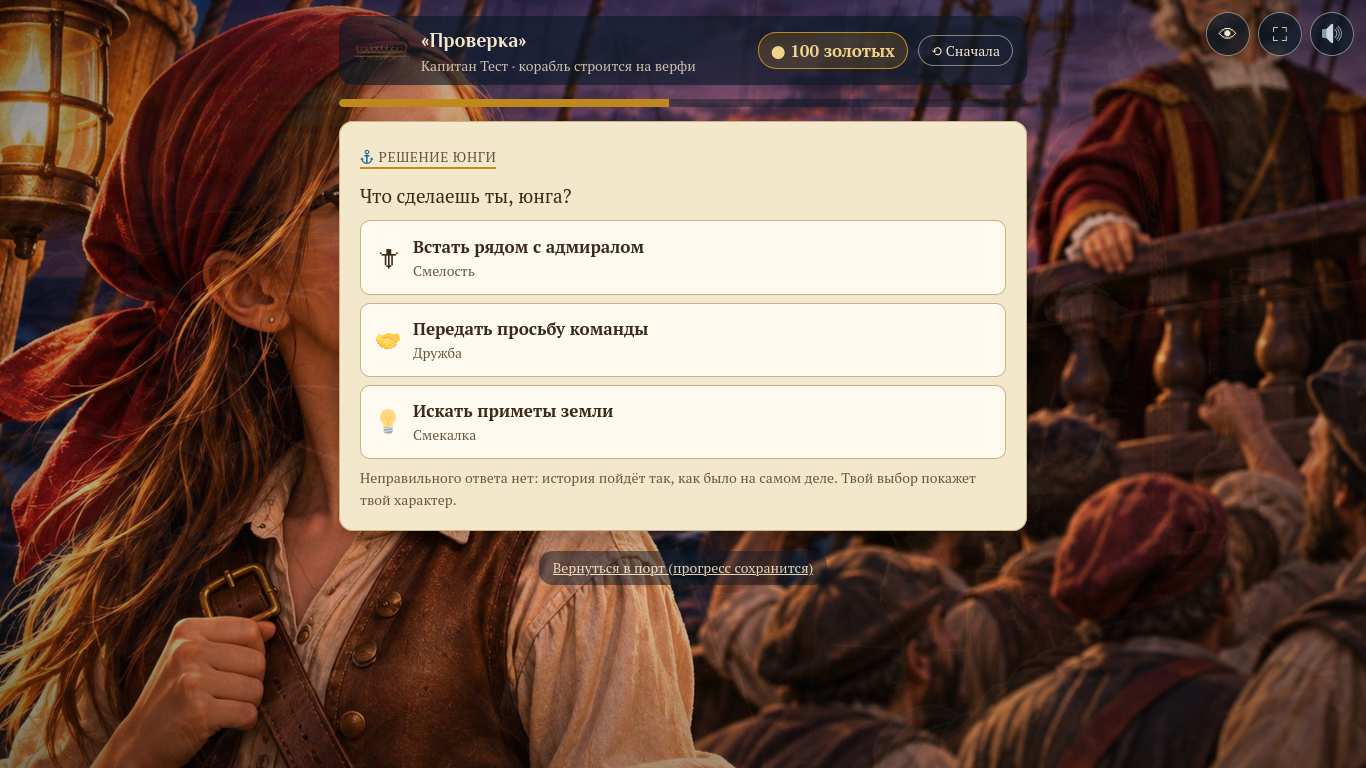 «Проверка»
Капитан Тест · корабль строится на верфи
100 золотых
⟲ Сначала
РЕШЕНИЕ ЮНГИ
Что сделаешь ты, юнга?
Встать рядом с адмиралом
Смелость
Передать просьбу команды
Дружба
Искать приметы земли
Смекалка
Неправильного ответа нет: история пойдёт так, как было на самом деле. Твой выбор покажет
твой характер.
Вернуться в порт (прогресс сохранится)